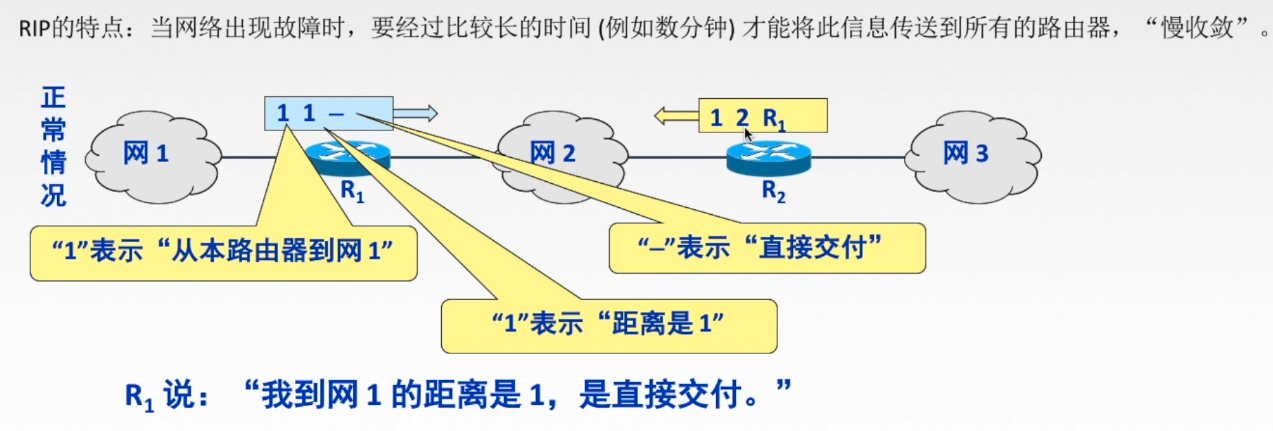 RIP的特点：当网络出现故障时，要经过比较长的时间 (例如数分钟) 才能将此信息传送到所有的路由器，“慢收敛”。
正常情况
1 1 –
1 2 R1
网 1
网 2
网 3
R1
R2
“1”表示“从本路由器到网 1”
“–”表示“直接交付”
“1”表示“距离是 1”
R1 说：“我到网 1 的距离是 1，是直接交付。”